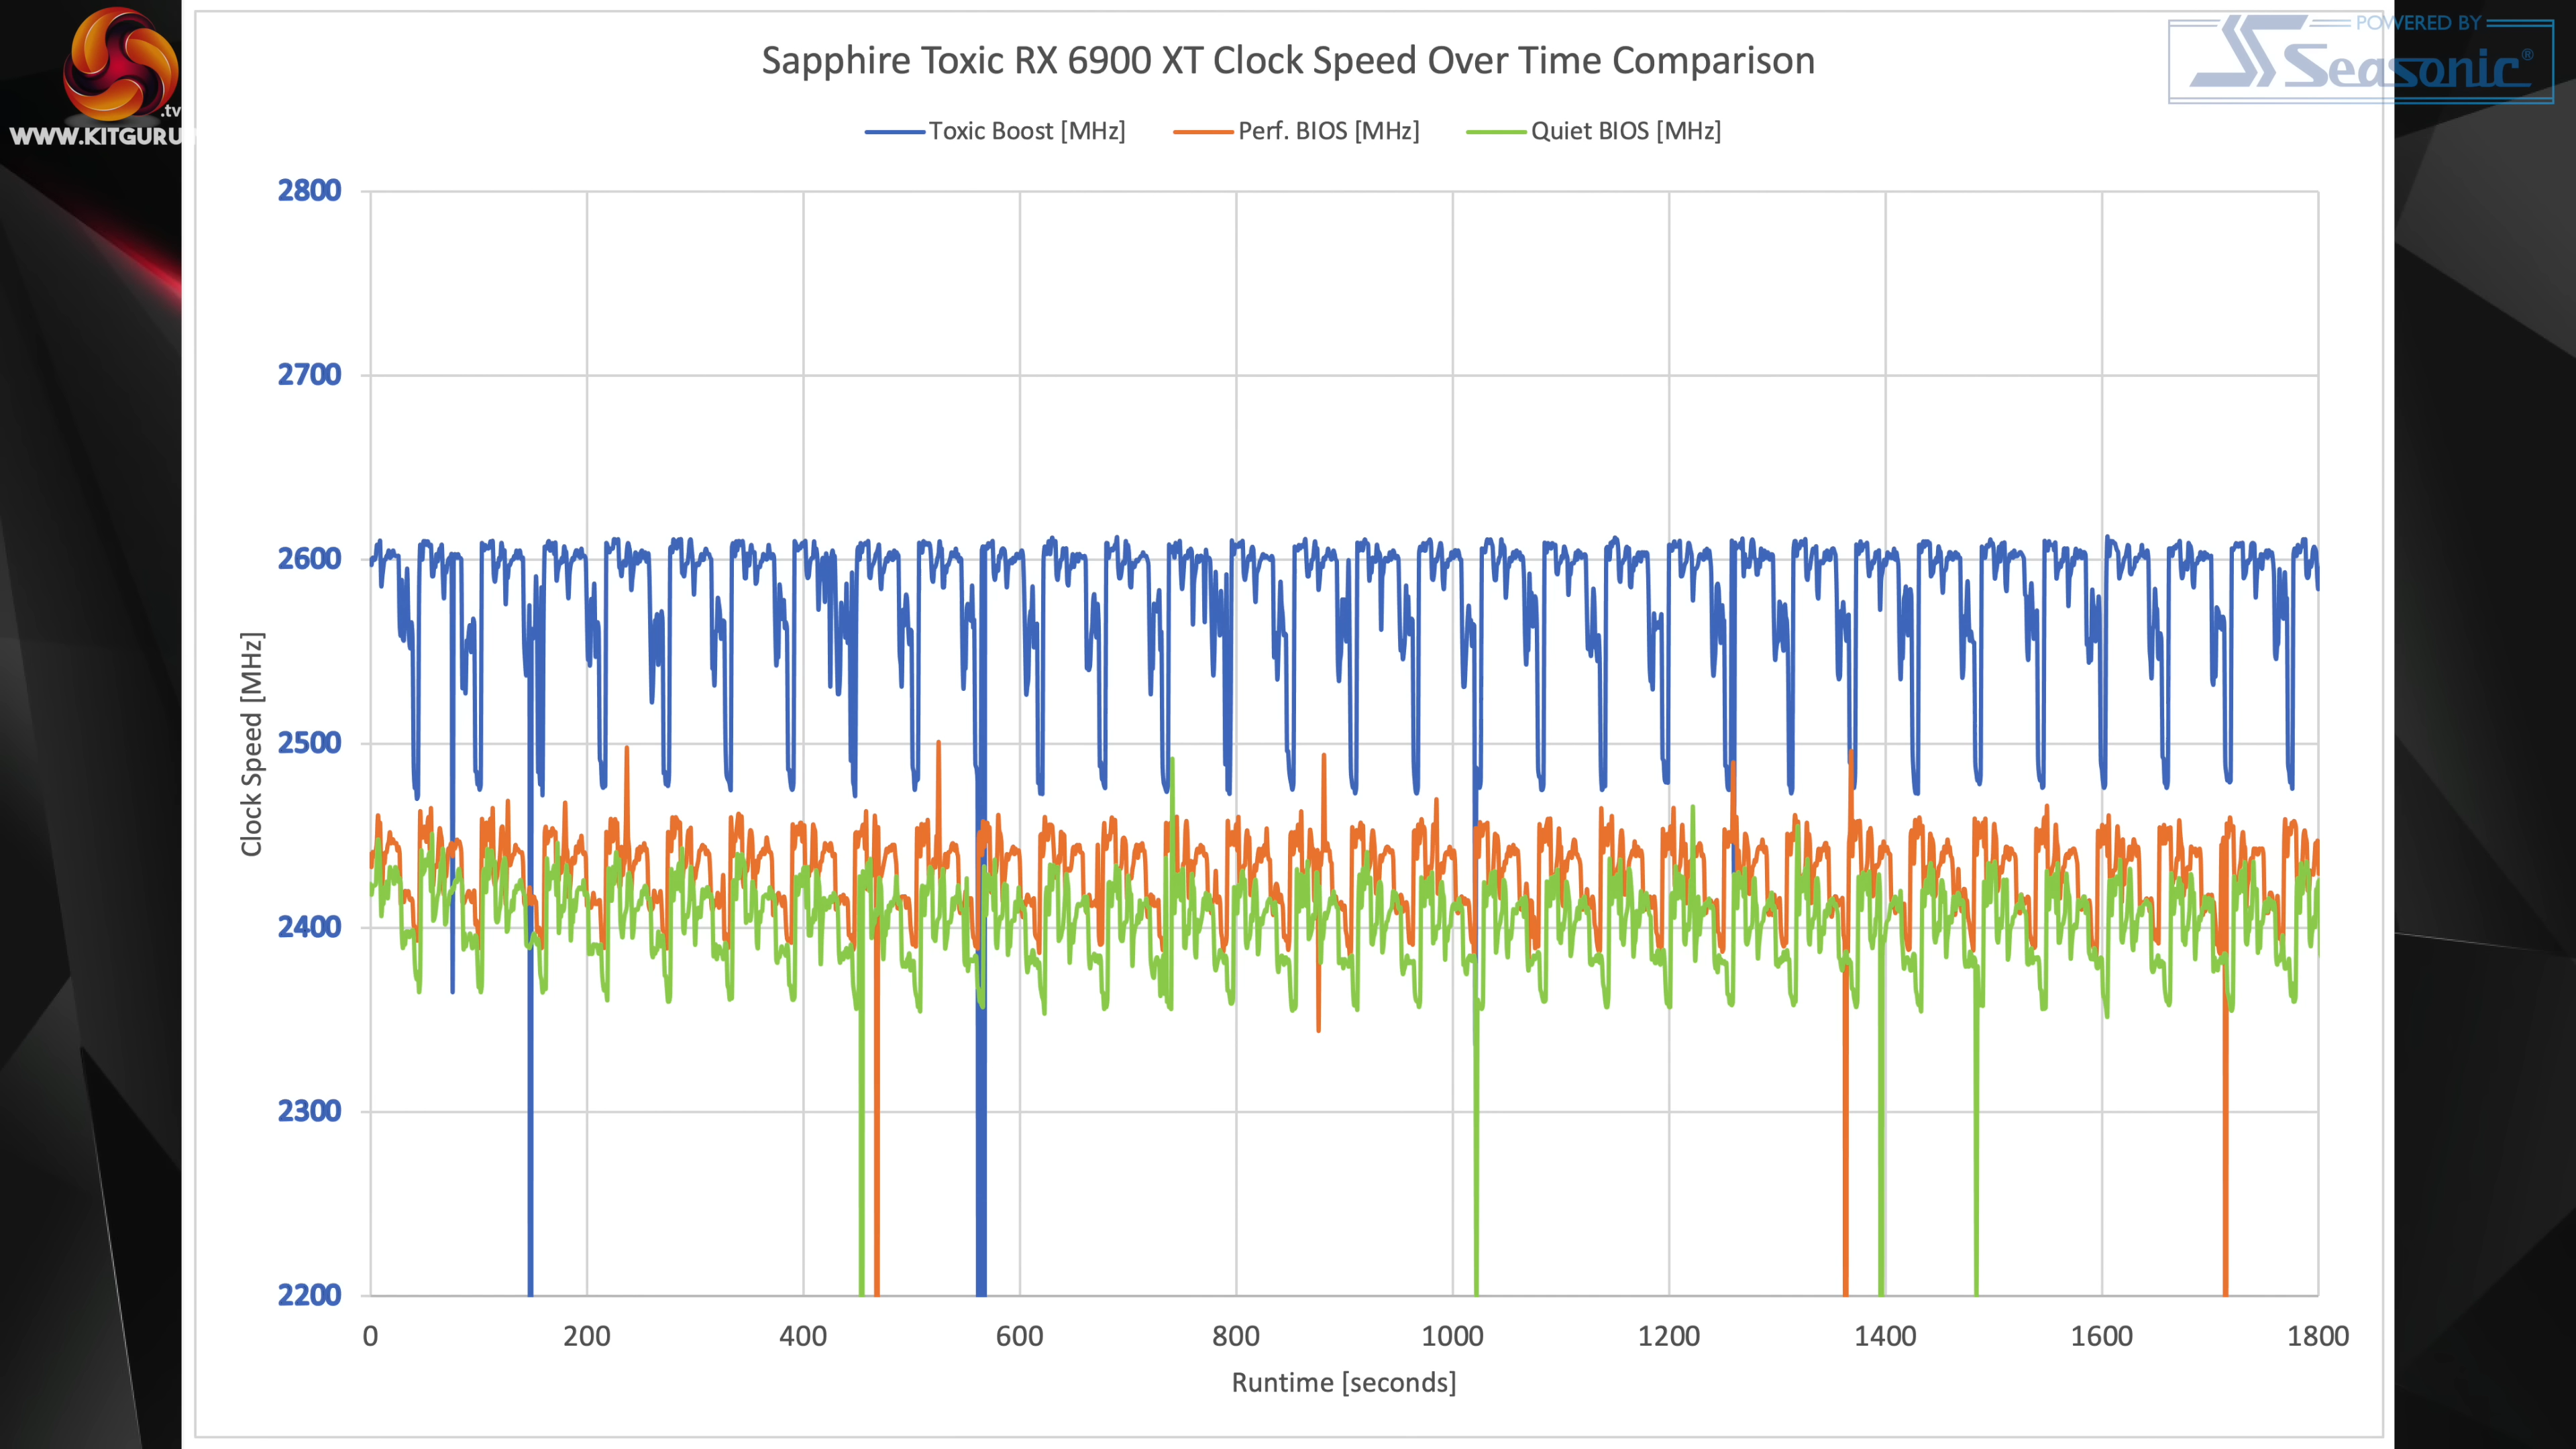 Sapphire Toxic RX 6900 XT Clock Speed Over Time Comparison
POWERED BY
Seasonic®
.tv
WWW.KITGURU
Toxic Boost [MHz] Perf. BIOS [MHz] Quiet BIOS [MHz]
2800
2700
2600
2500
2400
2300
2200
Clock Speed [MHz]
0 200 400 600 800 1000 1200 1400 1600 1800
Runtime [seconds]